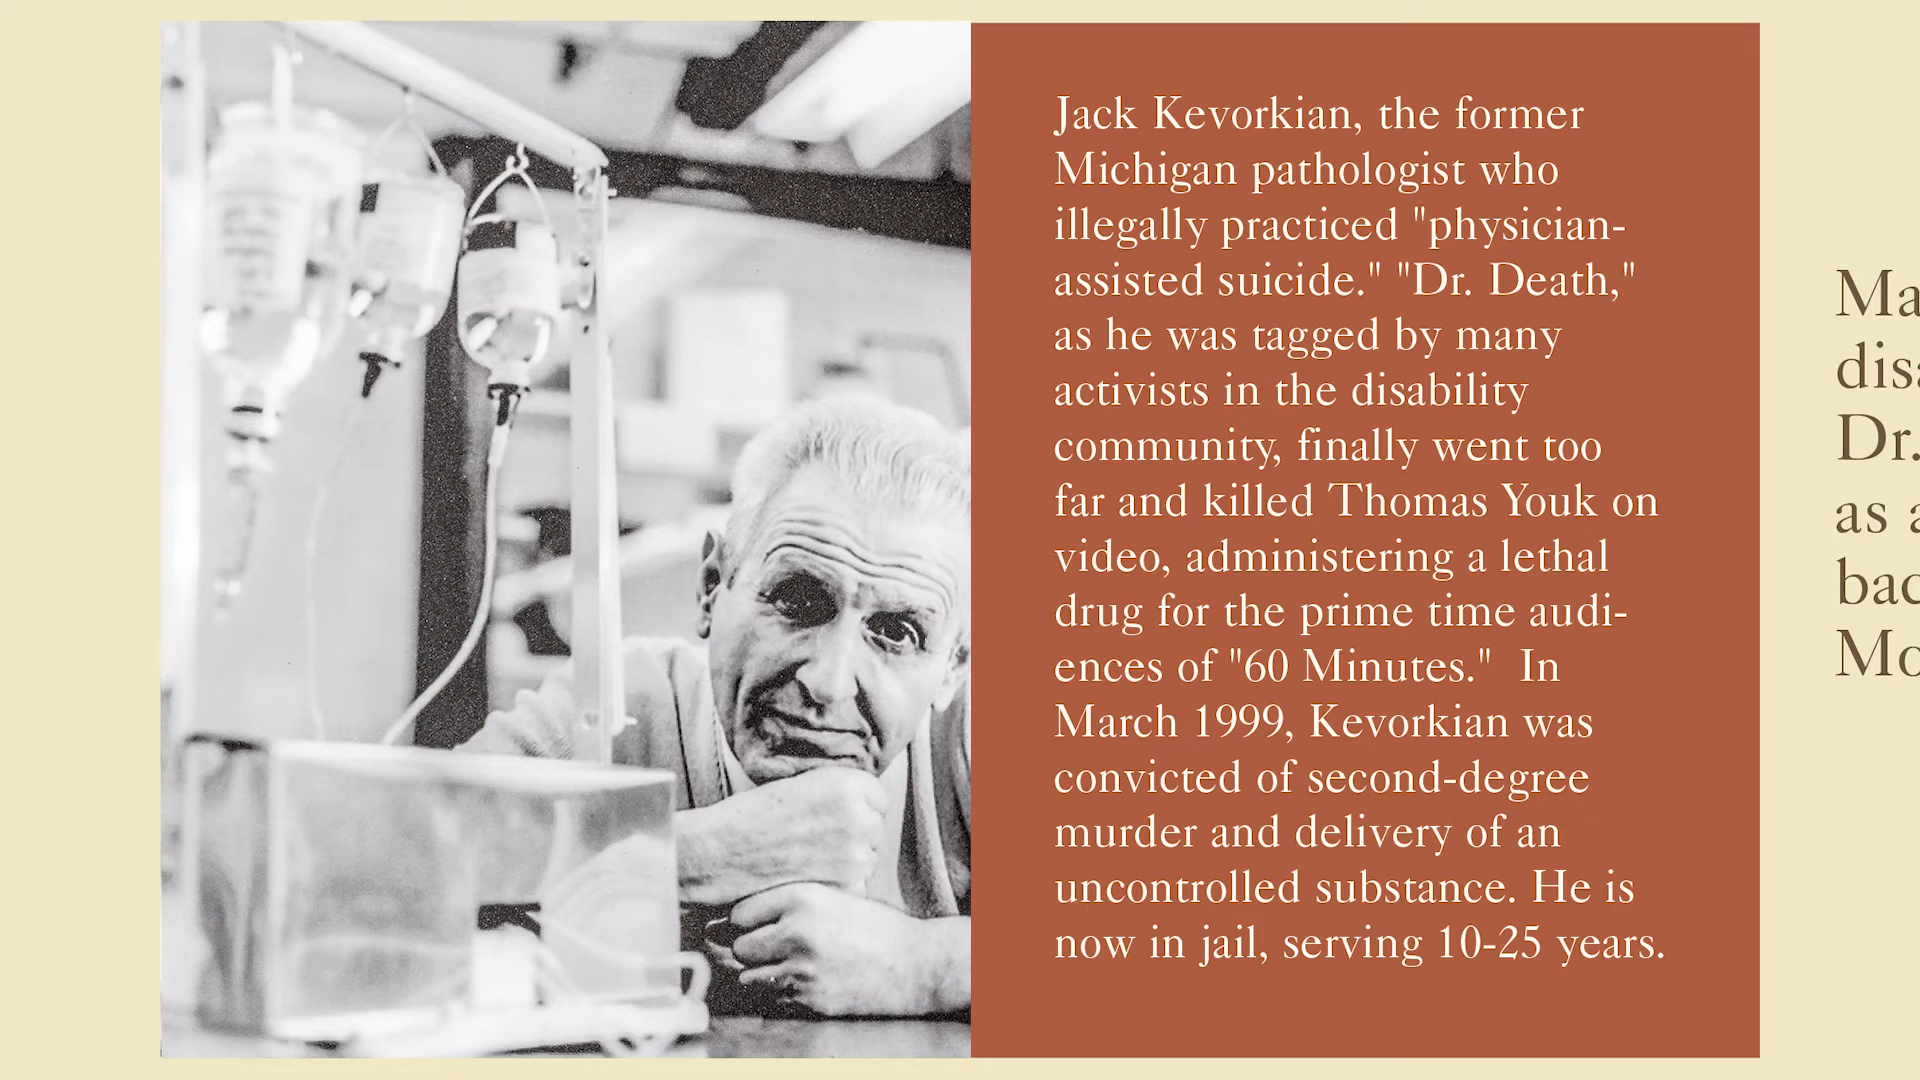 Jack Kevorkian, the former
Michigan pathologist who
illegally practiced "physician-
assisted suicide." "Dr. Death,"
as he was tagged by many
activists in the disability
community, finally went too
far and killed Thomas Youk on
video, administering a lethal
drug for the prime time audi-
ences of "60 Minutes." In
March 1999, Kevorkian was
convicted of second-degree
murder and delivery of an
uncontrolled substance. He is
now in jail, serving 10-25 years.
Dr.
as